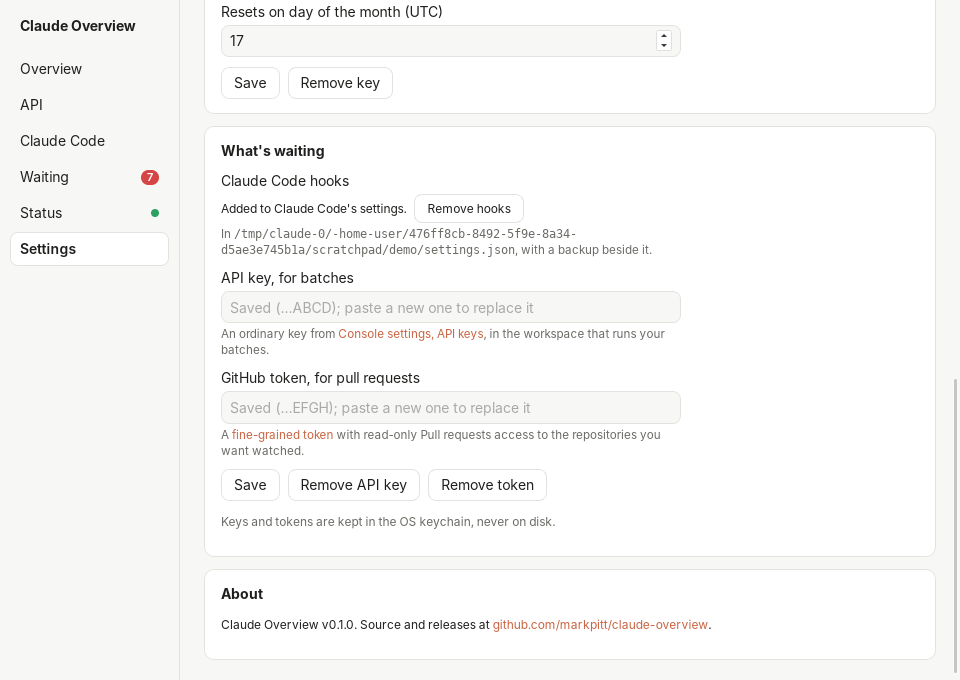 Claude Overview
Overview
API
Claude Code
Waiting 7
Status
Settings
Resets on day of the month (UTC)
17
Save Remove key
What's waiting
Claude Code hooks
Added to Claude Code's settings. Remove hooks
In /tmp/claude-0/-home-user/476ff8cb-8492-5f9e-8a34-
d5ae3e745b1a/scratchpad/demo/settings.json, with a backup beside it.
API key, for batches
Saved (…ABCD); paste a new one to replace it
An ordinary key from Console settings, API keys, in the workspace that runs your
batches.
GitHub token, for pull requests
Saved (…EFGH); paste a new one to replace it
A fine-grained token with read-only Pull requests access to the repositories you
want watched.
Save Remove API key Remove token
Keys and tokens are kept in the OS keychain, never on disk.
About
Claude Overview v0.1.0. Source and releases at github.com/markpitt/claude-overview.